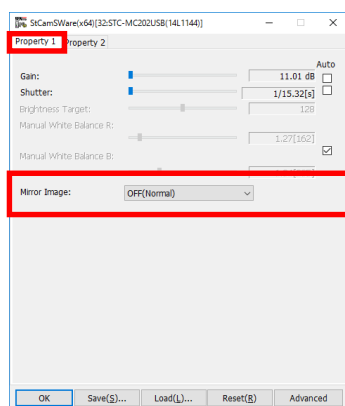 StCamSWare(x64)[32:STC-MC202USB(14L1144)]
Property 1 Property 2
Auto
Gain: 11.01 dB
Shutter: 1/15.32[s]
Brightness Target: 128
Manual White Balance R:
1.27[162]
Manual White Balance B:
Mirror Image: OFF(Normal)
OK Save(S)... Load(L)... Reset(R) Advanced